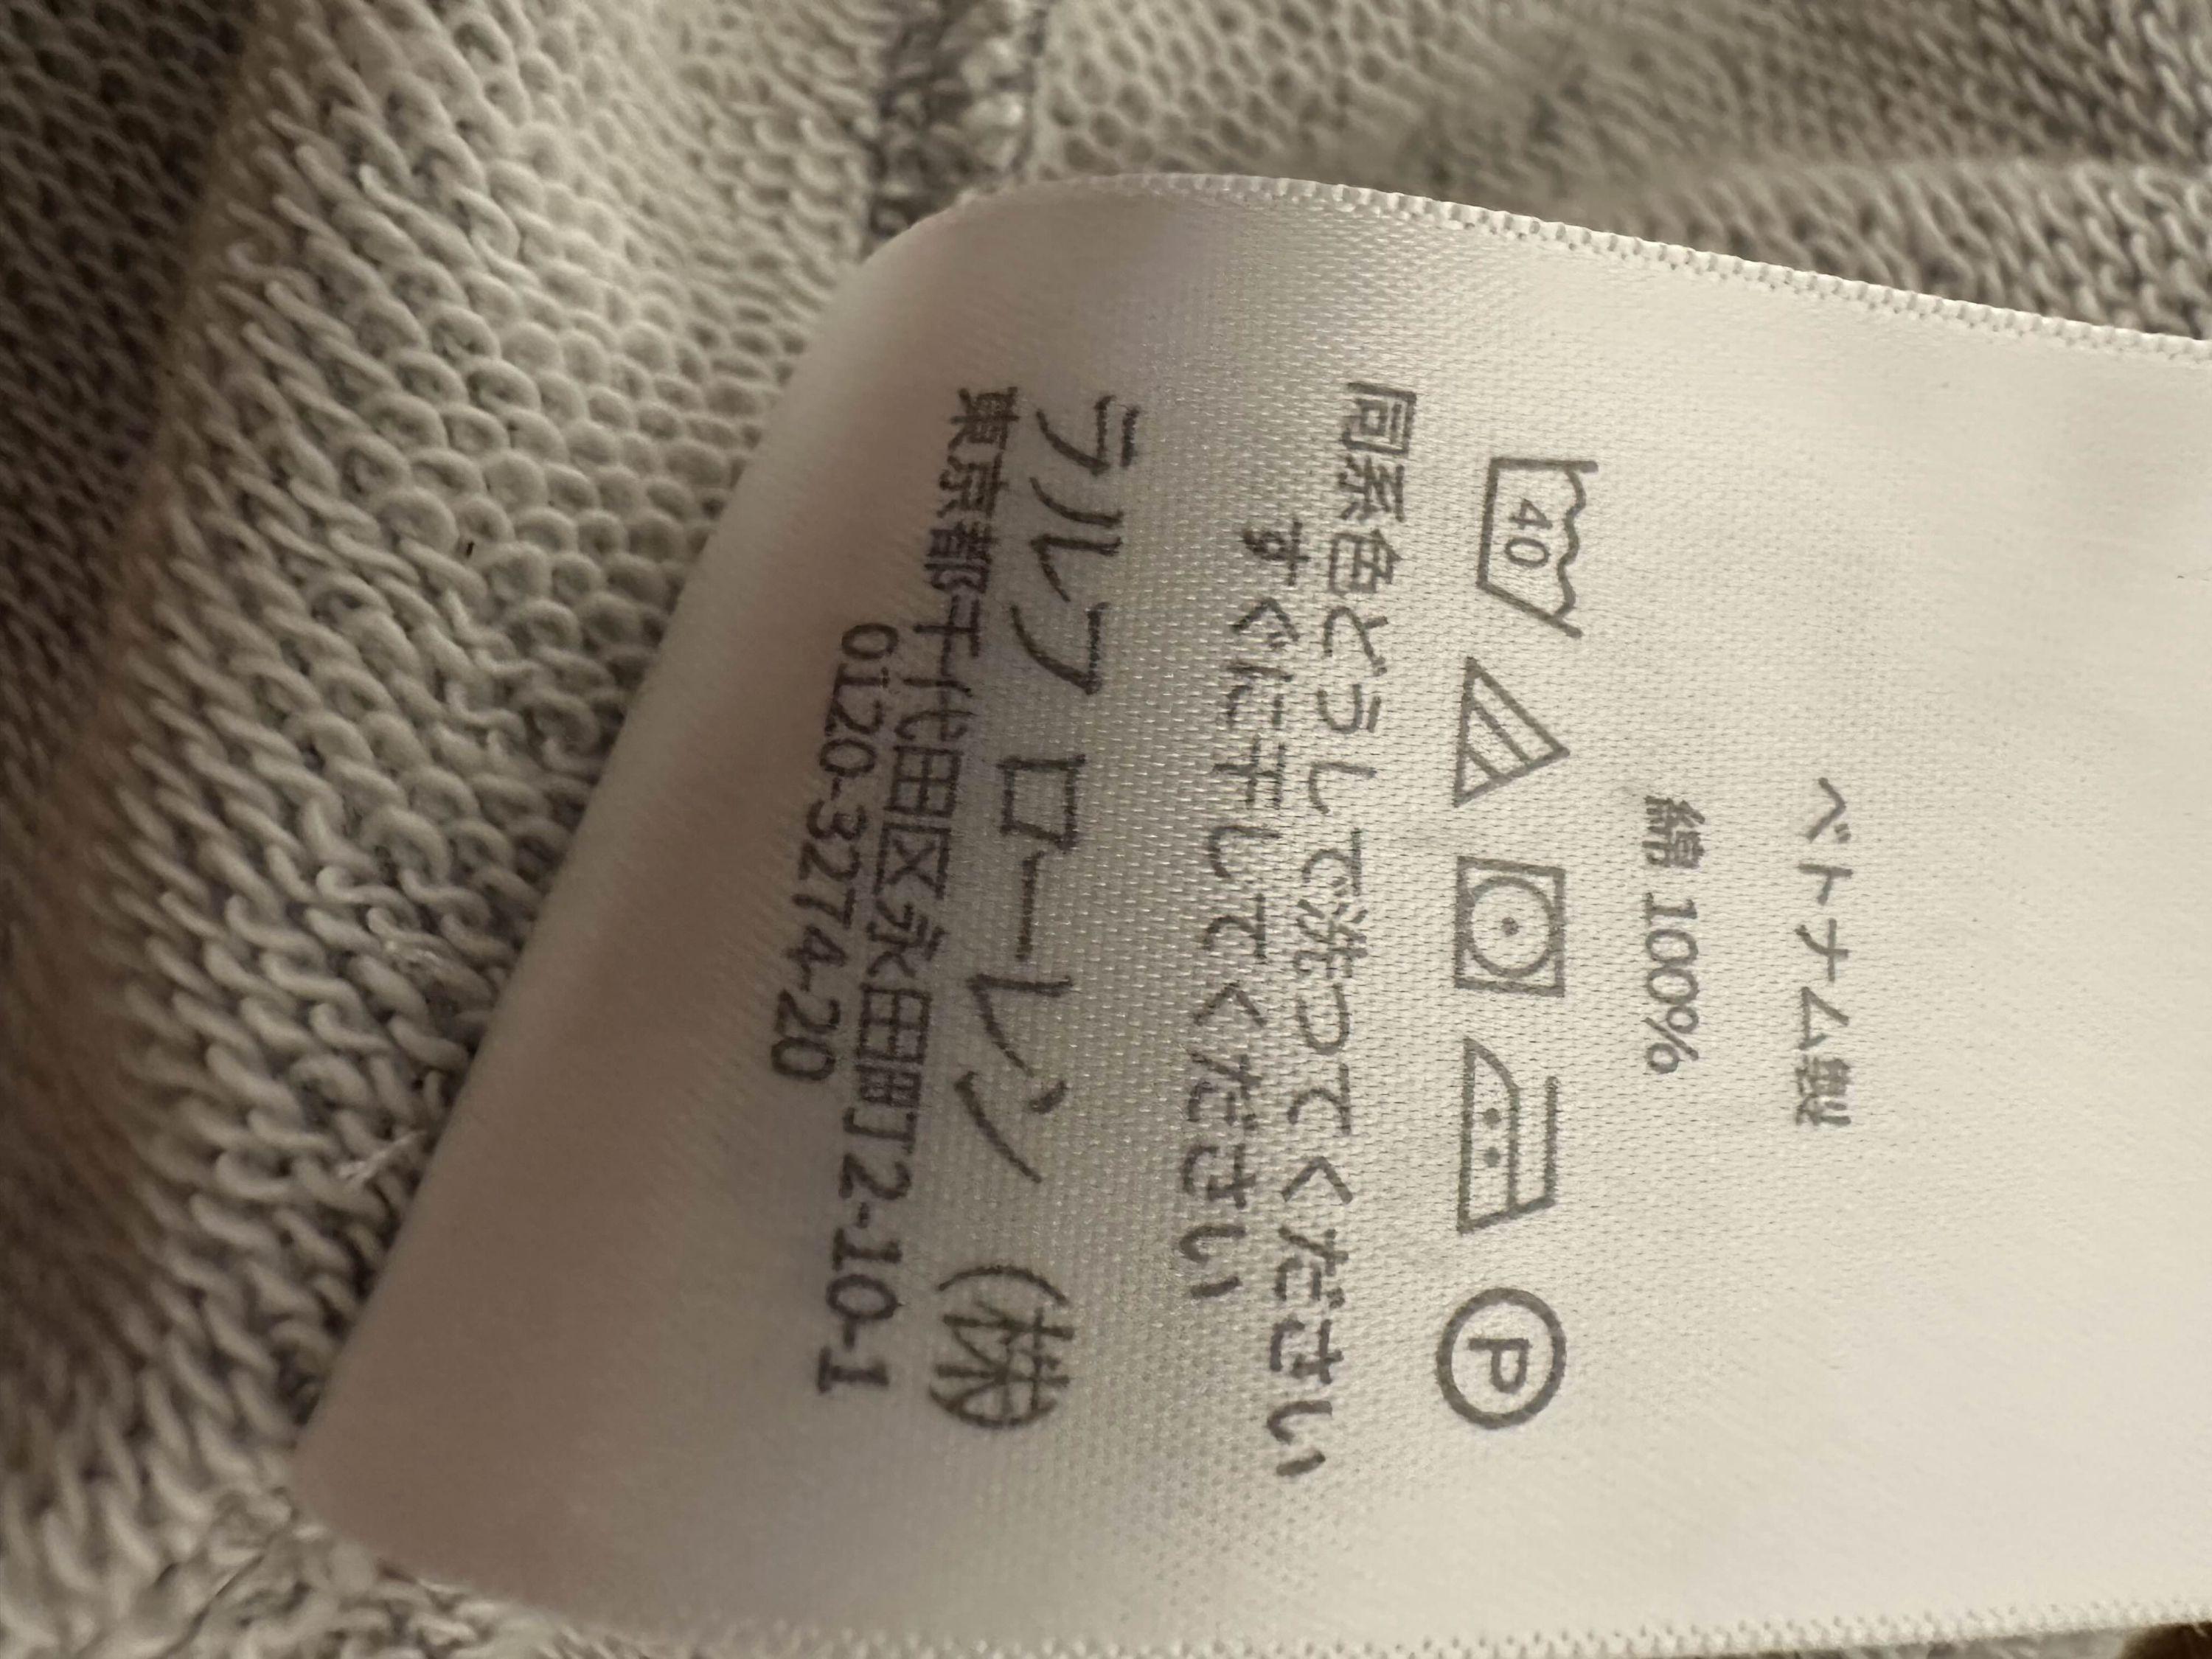 ベトナム製
綿 100%
40 P
同系色どうしで洗ってください
すぐに干してください
ラルフ ローレン (株)
東京都千代田区永田町2-10-1
0120-3274-20